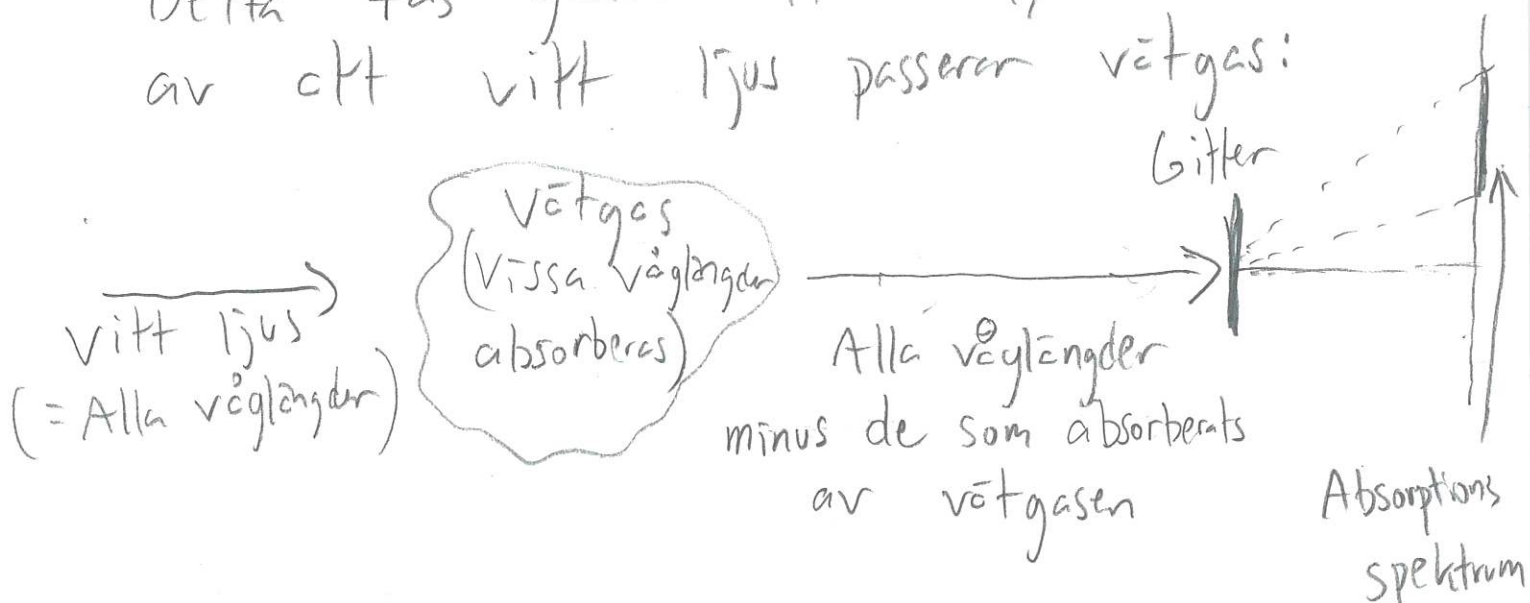 av ett vitt ljus passerar vätgas:
Gitter
Vätgas
(Vissa våglängder
absorberas)
Vitt ljus
(= Alla våglängder)
Alla våglängder
minus de som absorberats
av vätgasen
Absorptions
spektrum